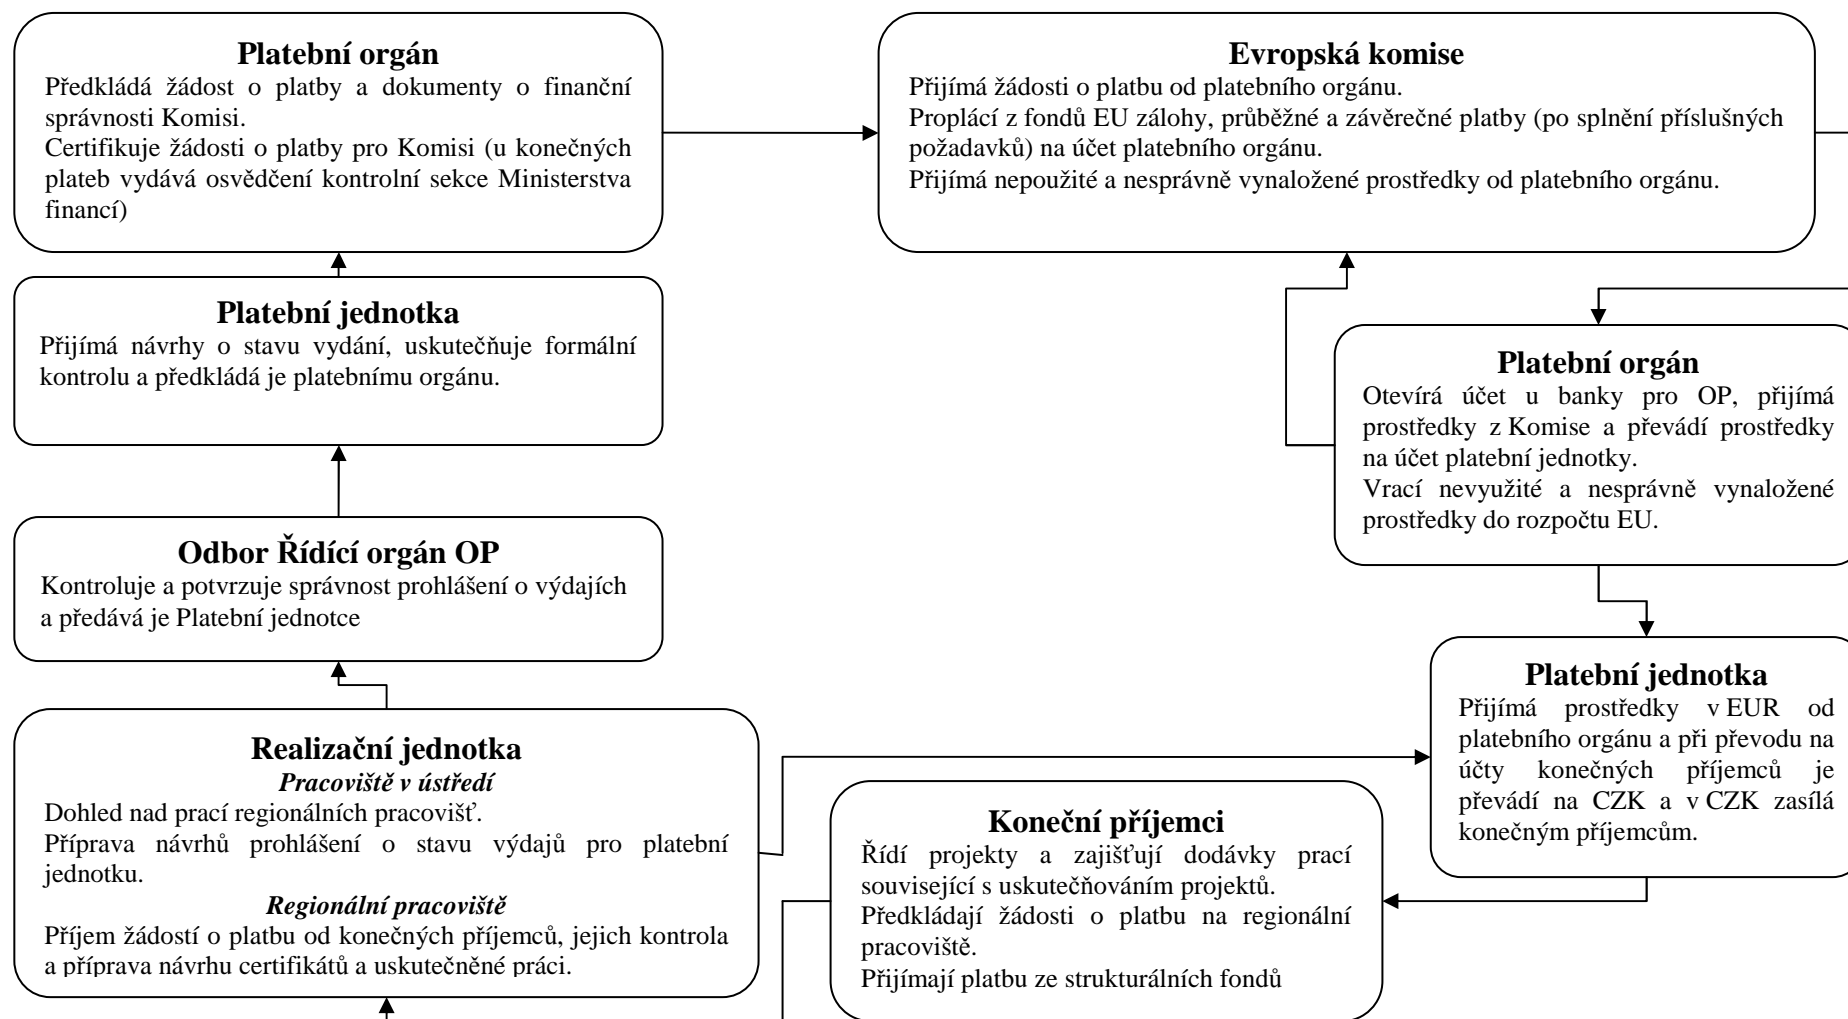 Platební orgán
Předkládá žádost o platby a dokumenty o finanční
správnosti Komisi.
Certifikuje žádosti o platby pro Komisi (u konečných
plateb vydává osvědčení kontrolní sekce Ministerstva
financí)
Evropská komise
Přijímá žádosti o platbu od platebního orgánu.
Proplácí z fondů EU zálohy, průběžné a závěrečné platby (po splnění příslušných
požadavků) na účet platebního orgánu.
Přijímá nepoužité a nesprávně vynaložené prostředky od platebního orgánu.
Platební jednotka
Přijímá návrhy o stavu vydání, uskutečňuje formální
kontrolu a předkládá je platebnímu orgánu.
Platební orgán
Otevírá účet u banky pro OP, přijímá
prostředky z Komise a převádí prostředky
na účet platební jednotky.
Vrací nevyužité a nesprávně vynaložené
prostředky do rozpočtu EU.
Odbor Řídící orgán OP
Kontroluje a potvrzuje správnost prohlášení o výdajích
a předává je Platební jednotce
Platební jednotka
Přijímá prostředky v EUR od
platebního orgánu a při převodu na
účty konečných příjemců je
převádí na CZK a v CZK zasílá
konečným příjemcům.
Realizační jednotka
Pracoviště v ústředí
Dohled nad prací regionálních pracovišť.
Příprava návrhů prohlášení o stavu výdajů pro platební
jednotku.
Regionální pracoviště
Příjem žádostí o platbu od konečných příjemců, jejich kontrola
a příprava návrhu certifikátů a uskutečněné práci.
Koneční příjemci
Řídí projekty a zajišťují dodávky prací
související s uskutečňováním projektů.
Předkládají žádosti o platbu na regionální
pracoviště.
Přijímají platbu ze strukturálních fondů